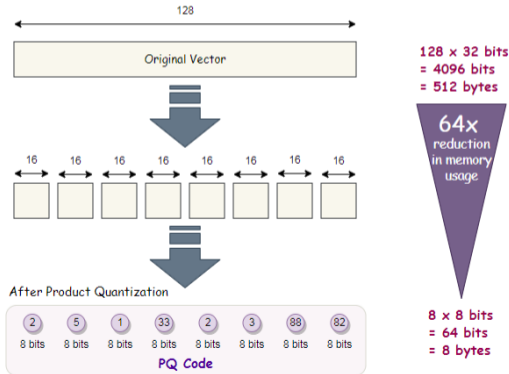 128
Original Vector
128 x 32 bits
= 4096 bits
= 512 bytes
64x
reduction
in memory
usage
16 16 16 16 16 16 16 16
After Product Quantization
2 5 1 33 2 3 88 82
8 bits 8 bits 8 bits 8 bits 8 bits 8 bits 8 bits 8 bits
PQ Code
8 x 8 bits
= 64 bits
= 8 bytes